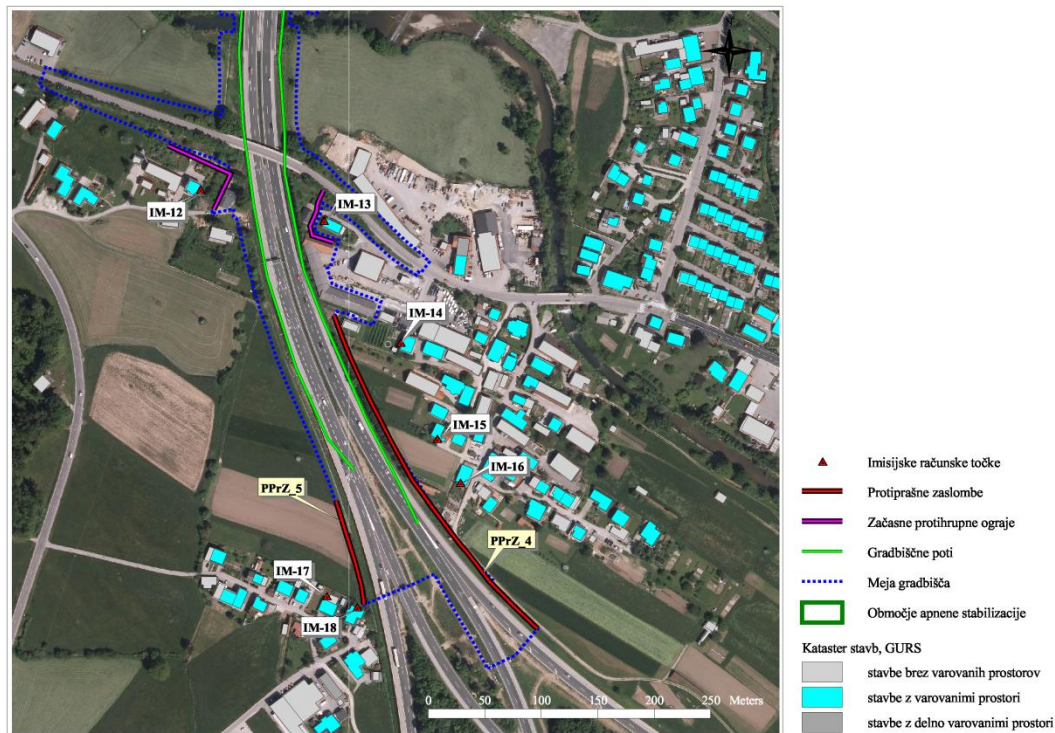 N
IM-12
IM-13
IM-14
IM-15
IM-16
PPrZ_5
PPrZ_4
IM-17
IM-18
0 50 100 150 200 250 Meters
Imisijske računske točke
Protiprašne zaslombe
Začasne protihrupne ograje
Gradbiščne poti
Meja gradbišča
Območje apnene stabilizacije
Kataster stavb, GURS
stavbe brez varovanih prostorov
stavbe z varovanimi prostori
stavbe z delno varovanimi prostori